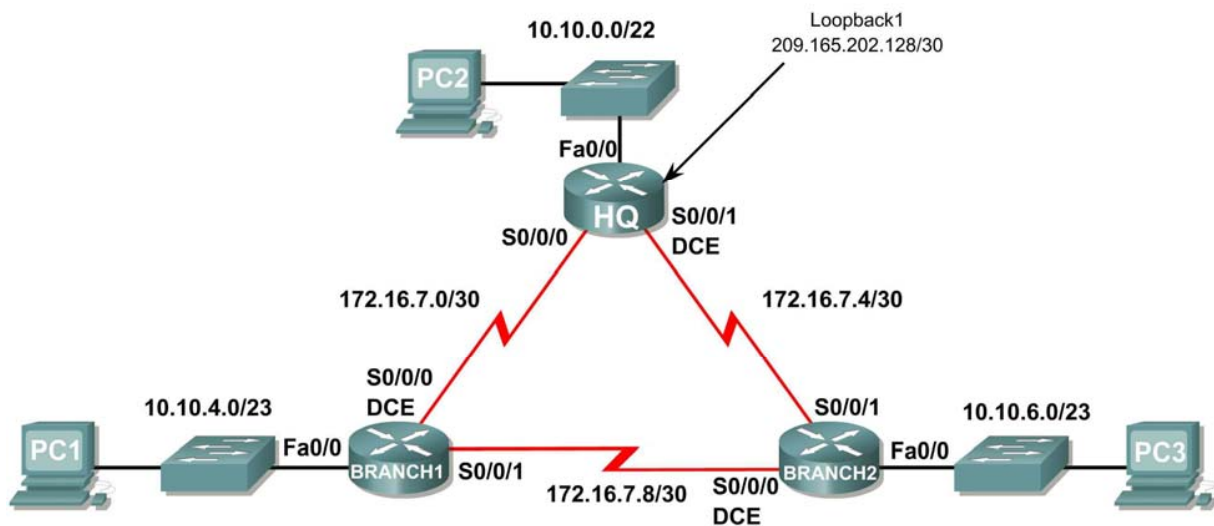 Loopback1
209.165.202.128/30
10.10.0.0/22
PC2
Fa0/0
HQ
S0/0/0
S0/0/1
DCE
172.16.7.0/30
172.16.7.4/30
S0/0/0
DCE
S0/0/1
10.10.4.0/23
10.10.6.0/23
PC1
Fa0/0
BRANCH1
S0/0/1
172.16.7.8/30
S0/0/0
DCE
BRANCH2
Fa0/0
PC3